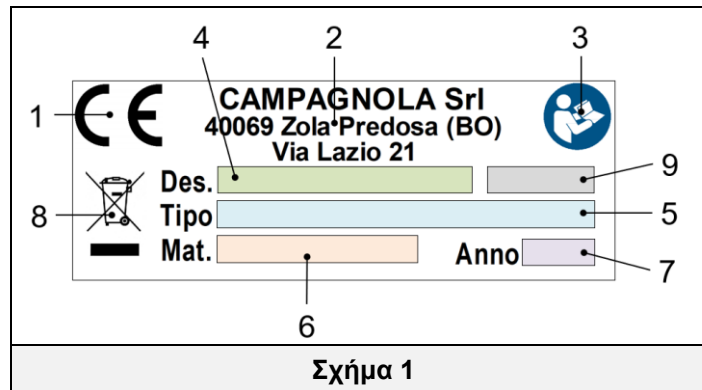 4 2 3
1 CE CAMPAGNOLA Srl
40069 Zola Predosa (BO)
Via Lazio 21
Des. 9
8 Tipo 5
Mat. Anno 7
6
Σχήμα 1